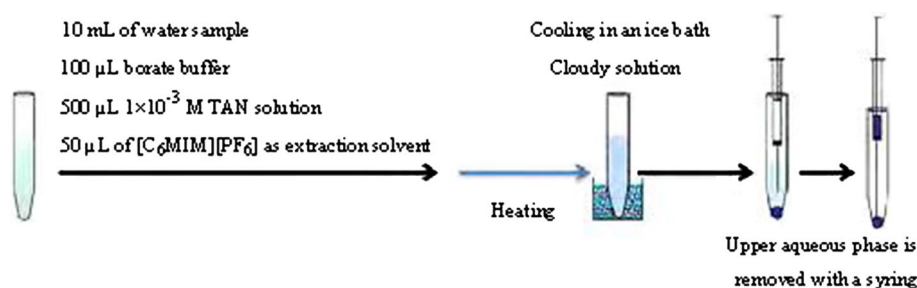 10 mL of water sample
100 µL borate buffer
500 µL 1×10⁻³ M TAN solution
50 µL of [C₆MIM][PF₆] as extraction solvent
Heating
Cooling in an ice bath
Cloudy solution
Upper aqueous phase is
removed with a syring